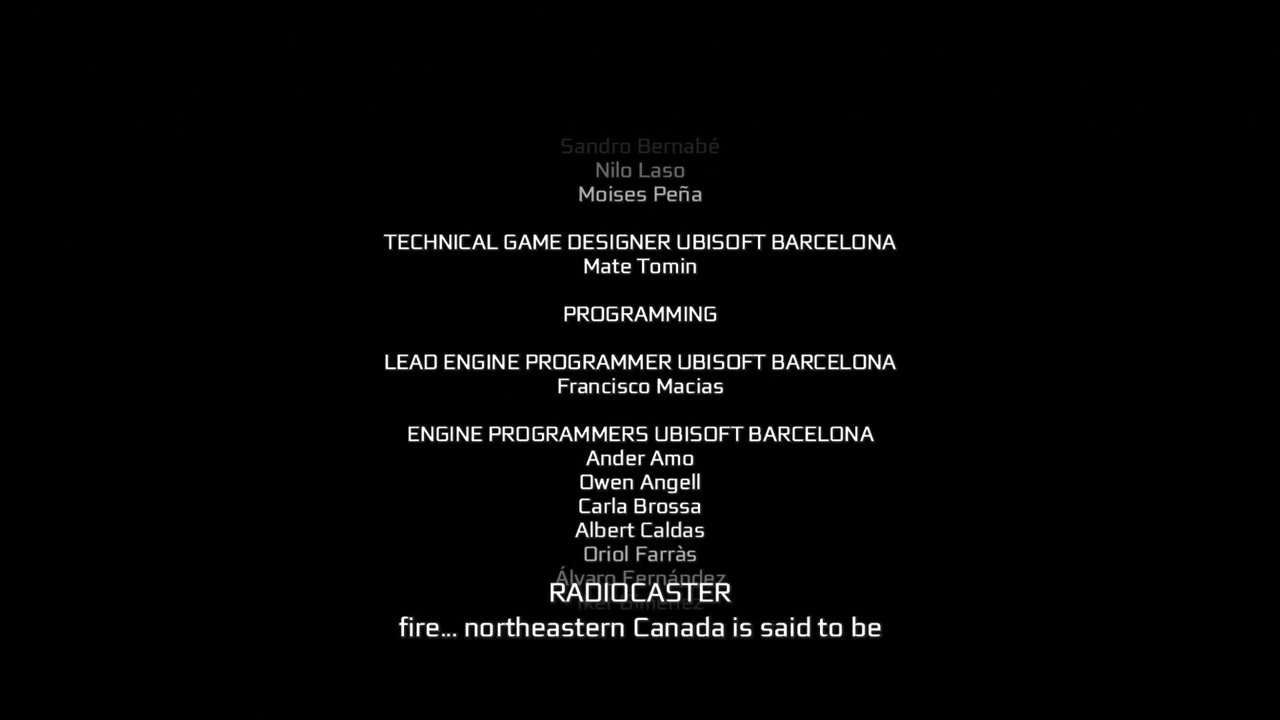 Sandro Bernabé
Nilo Laso
Moises Peña
TECHNICAL GAME DESIGNER UBISOFT BARCELONA
Mate Tomin
PROGRAMMING
LEAD ENGINE PROGRAMMER UBISOFT BARCELONA
Francisco Macias
ENGINE PROGRAMMERS UBISOFT BARCELONA
Ander Amo
Owen Angell
Carla Brossa
Albert Caldas
Oriol Farràs
Álvaro Fernández
RADIOCASTER
fire... northeastern Canada is said to be